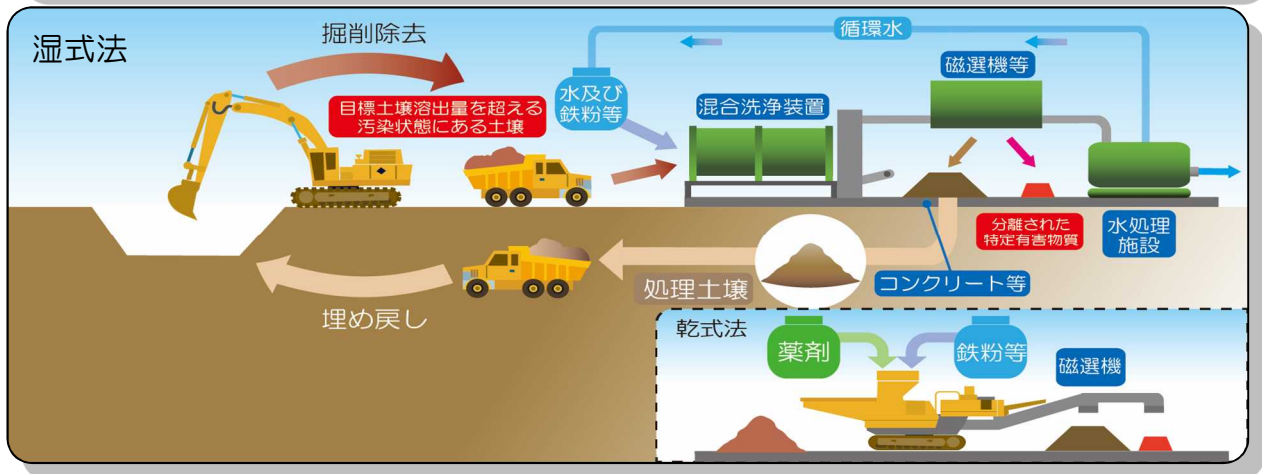 湿式法
掘削除去
目標土壌溶出量を超える
汚染状態にある土壌
水及び
鉄粉等
循環水
混合洗浄装置
磁選機等
分離された
特定有害物質
水処理
施設
コンクリート等
処理土壌
埋め戻し
乾式法
薬剤
鉄粉等
磁選機